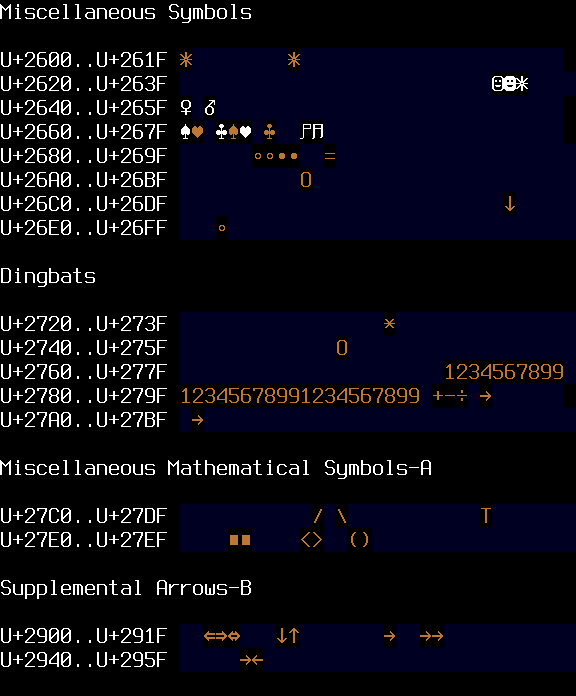 Miscellaneous Symbols
U+2600..U+261F ✳ ✳
U+2620..U+263F ☺☻☼
U+2640..U+265F ♀ ♂
U+2660..U+267F ♠♥ ♣♠♥ ♣ ♬♫
U+2680..U+269F ∘∘•• =
U+26A0..U+26BF O
U+26C0..U+26DF ↓
U+26E0..U+26FF ∘
Dingbats
U+2720..U+273F *
U+2740..U+275F O
U+2760..U+277F 1234567899
U+2780..U+279F 12345678991234567899 +−÷ →
U+27A0..U+27BF →
Miscellaneous Mathematical Symbols-A
U+27C0..U+27DF / \ T
U+27E0..U+27EF ▪▪ <> ()
Supplemental Arrows-B
U+2900..U+291F ⇐⇒⇔ ↓↑ → →→
U+2940..U+295F →←